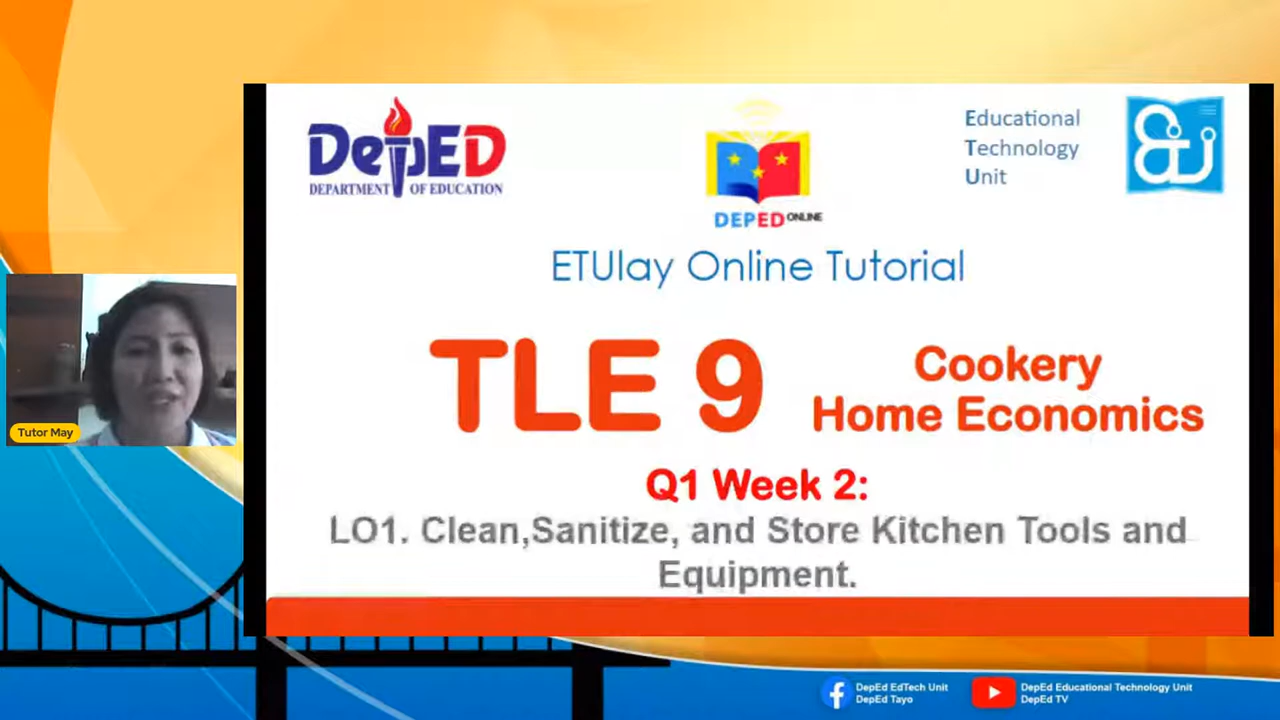 DepED
DEPARTMENT OF EDUCATION
DEPED ONLINE
Educational
Technology
Unit
ETUlay Online Tutorial
TLE 9
Cookery
Home Economics
Q1 Week 2:
LO1. Clean,Sanitize, and Store Kitchen Tools and
Equipment.
Tutor May
DepEd EdTech Unit
DepEd Tayo
DepEd Educational Technology Unit
DepEd TV